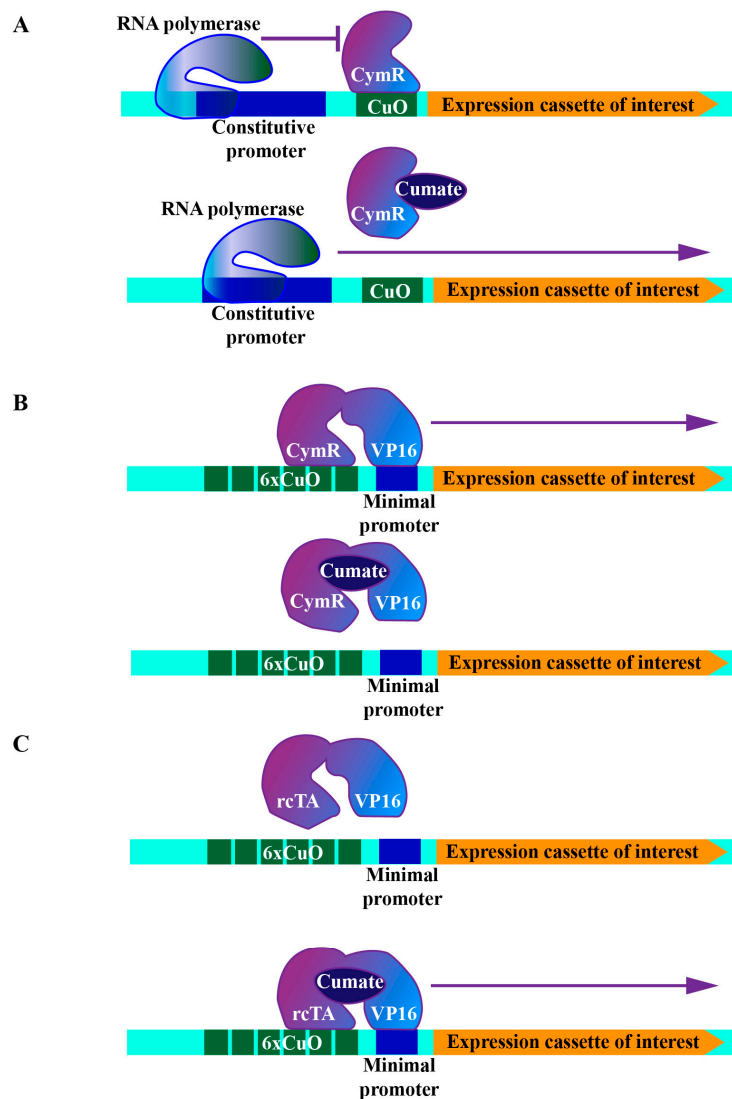 A
RNA polymerase
CymR
CuO
Expression cassette of interest
Constitutive
promoter
Cumate
CymR
RNA polymerase
CuO
Expression cassette of interest
Constitutive
promoter
B
CymR
VP16
6xCuO
Expression cassette of interest
Minimal
promoter
Cumate
CymR
VP16
6xCuO
Expression cassette of interest
Minimal
promoter
C
rcTA
VP16
6xCuO
Expression cassette of interest
Minimal
promoter
Cumate
rcTA
VP16
6xCuO
Expression cassette of interest
Minimal
promoter